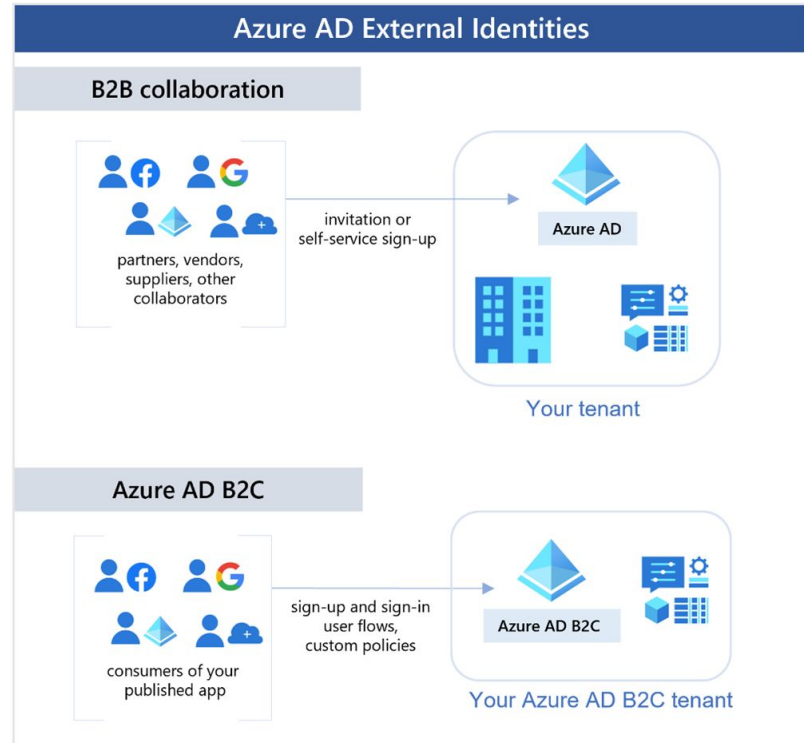 Azure AD External Identities
B2B collaboration
partners, vendors,
suppliers, other
collaborators
invitation or
self-service sign-up
Azure AD
Your tenant
Azure AD B2C
consumers of your
published app
sign-up and sign-in
user flows,
custom policies
Azure AD B2C
Your Azure AD B2C tenant